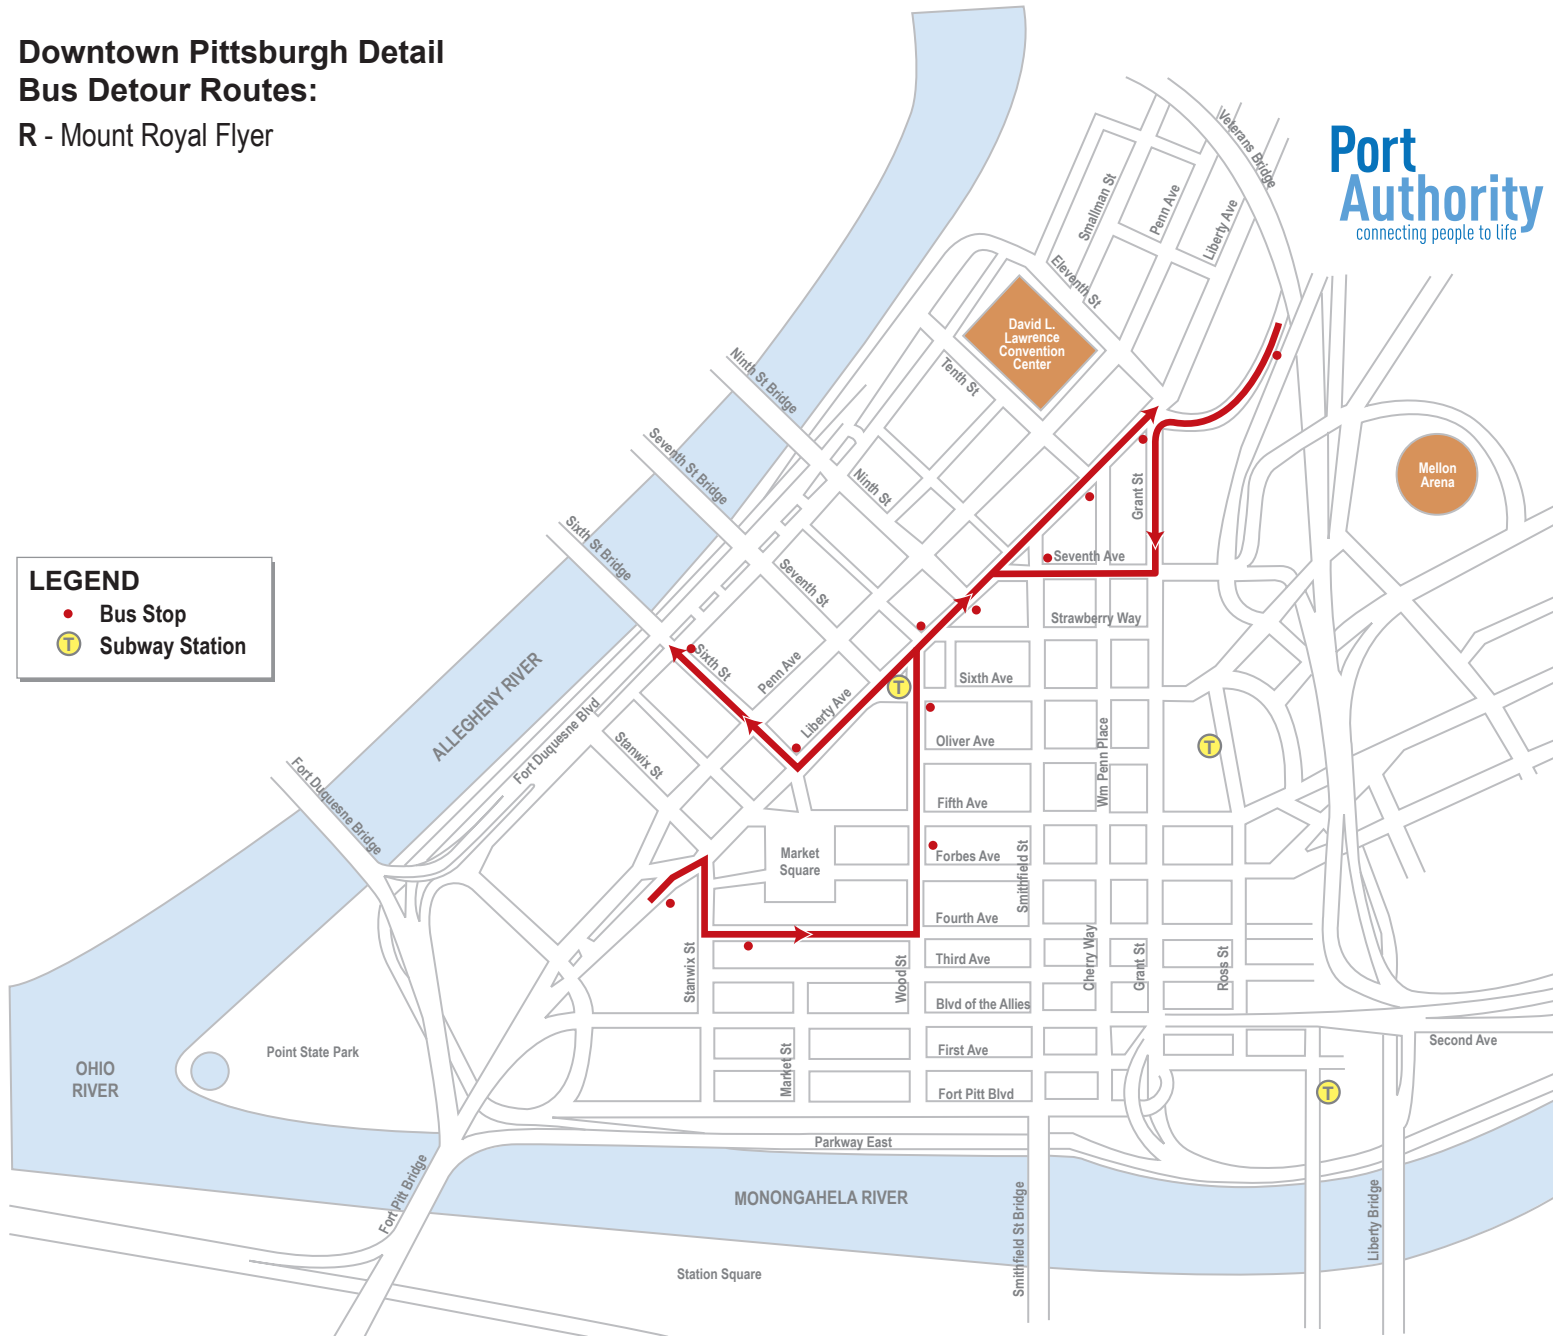 Downtown Pittsburgh Detail
Bus Detour Routes:
R - Mount Royal Flyer
Port
Authority
connecting people to life
Veterans Bridge
Smallman St
Penn Ave
Liberty Ave
Eleventh St
David L.
Lawrence
Convention
Center
Tenth St
Ninth St Bridge
Seventh St Bridge
Sixth St Bridge
Ninth St
Seventh St
Grant St
Seventh Ave
Mellon
Arena
LEGEND
Bus Stop
T Subway Station
Strawberry Way
Sixth St
Penn Ave
Liberty Ave
T
Sixth Ave
ALLEGHENY RIVER
Fort Duquesne Blvd
Stanwix St
Oliver Ave
Wm Penn Place
T
Fort Duquesne Bridge
Fifth Ave
Market
Square
Forbes Ave
Smithfield St
Fourth Ave
Stanwix St
Wood St
Third Ave
Cherry Way
Grant St
Ross St
Blvd of the Allies
Point State Park
Market St
First Ave
Second Ave
OHIO
RIVER
Fort Pitt Blvd
T
Parkway East
Fort Pitt Bridge
MONONGAHELA RIVER
Smithfield St Bridge
Liberty Bridge
Station Square